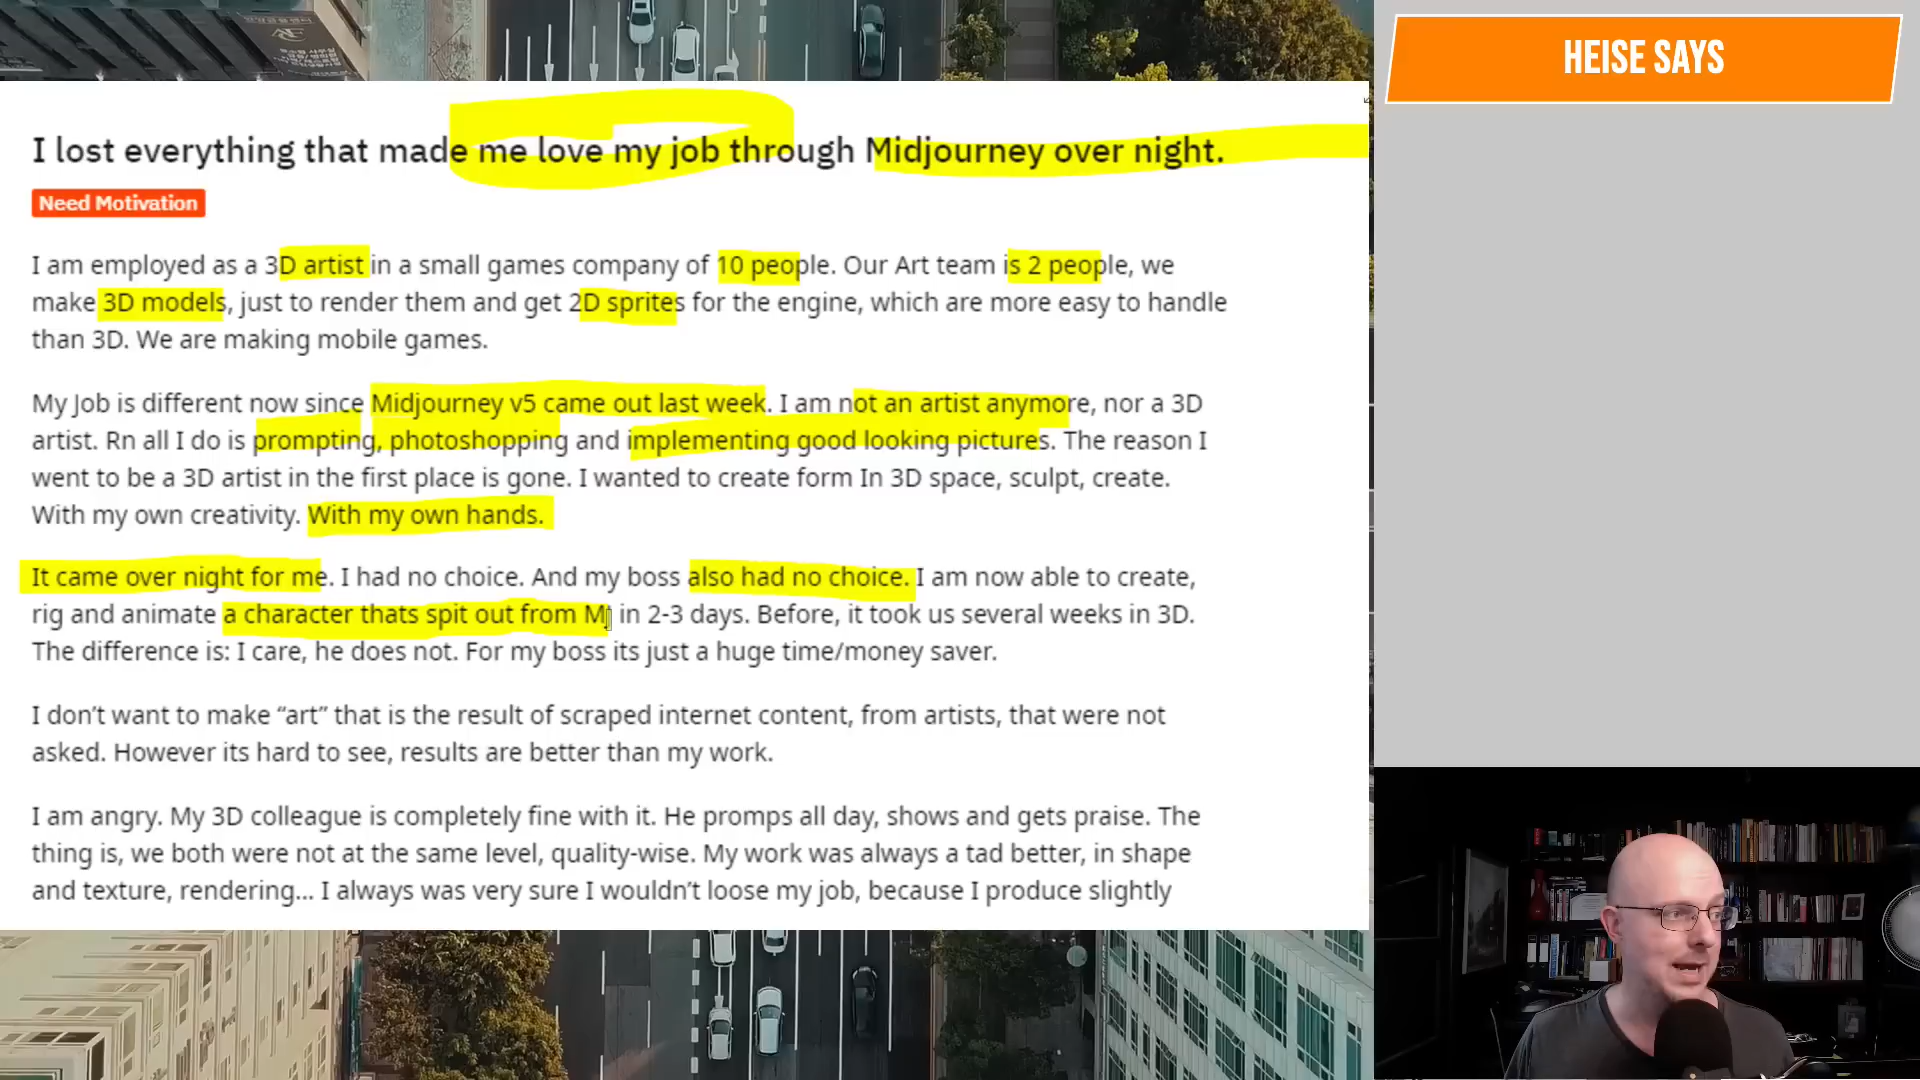 HEISE SAYS
I lost everything that made me love my job through Midjourney over night.
Need Motivation
I am employed as a 3D artist in a small games company of 10 people. Our Art team is 2 people, we
make 3D models, just to render them and get 2D sprites for the engine, which are more easy to handle
than 3D. We are making mobile games.
My Job is different now since Midjourney v5 came out last week. I am not an artist anymore, nor a 3D
artist. Rn all I do is prompting, photoshopping and implementing good looking pictures. The reason I
went to be a 3D artist in the first place is gone. I wanted to create form In 3D space, sculpt, create.
With my own creativity. With my own hands.
It came over night for me. I had no choice. And my boss also had no choice. I am now able to create,
rig and animate a character thats spit out from MJ in 2-3 days. Before, it took us several weeks in 3D.
The difference is: I care, he does not. For my boss its just a huge time/money saver.
I don’t want to make “art” that is the result of scraped internet content, from artists, that were not
asked. However its hard to see, results are better than my work.
I am angry. My 3D colleague is completely fine with it. He promps all day, shows and gets praise. The
thing is, we both were not at the same level, quality-wise. My work was always a tad better, in shape
and texture, rendering... I always was very sure I wouldn’t loose my job, because I produce slightly